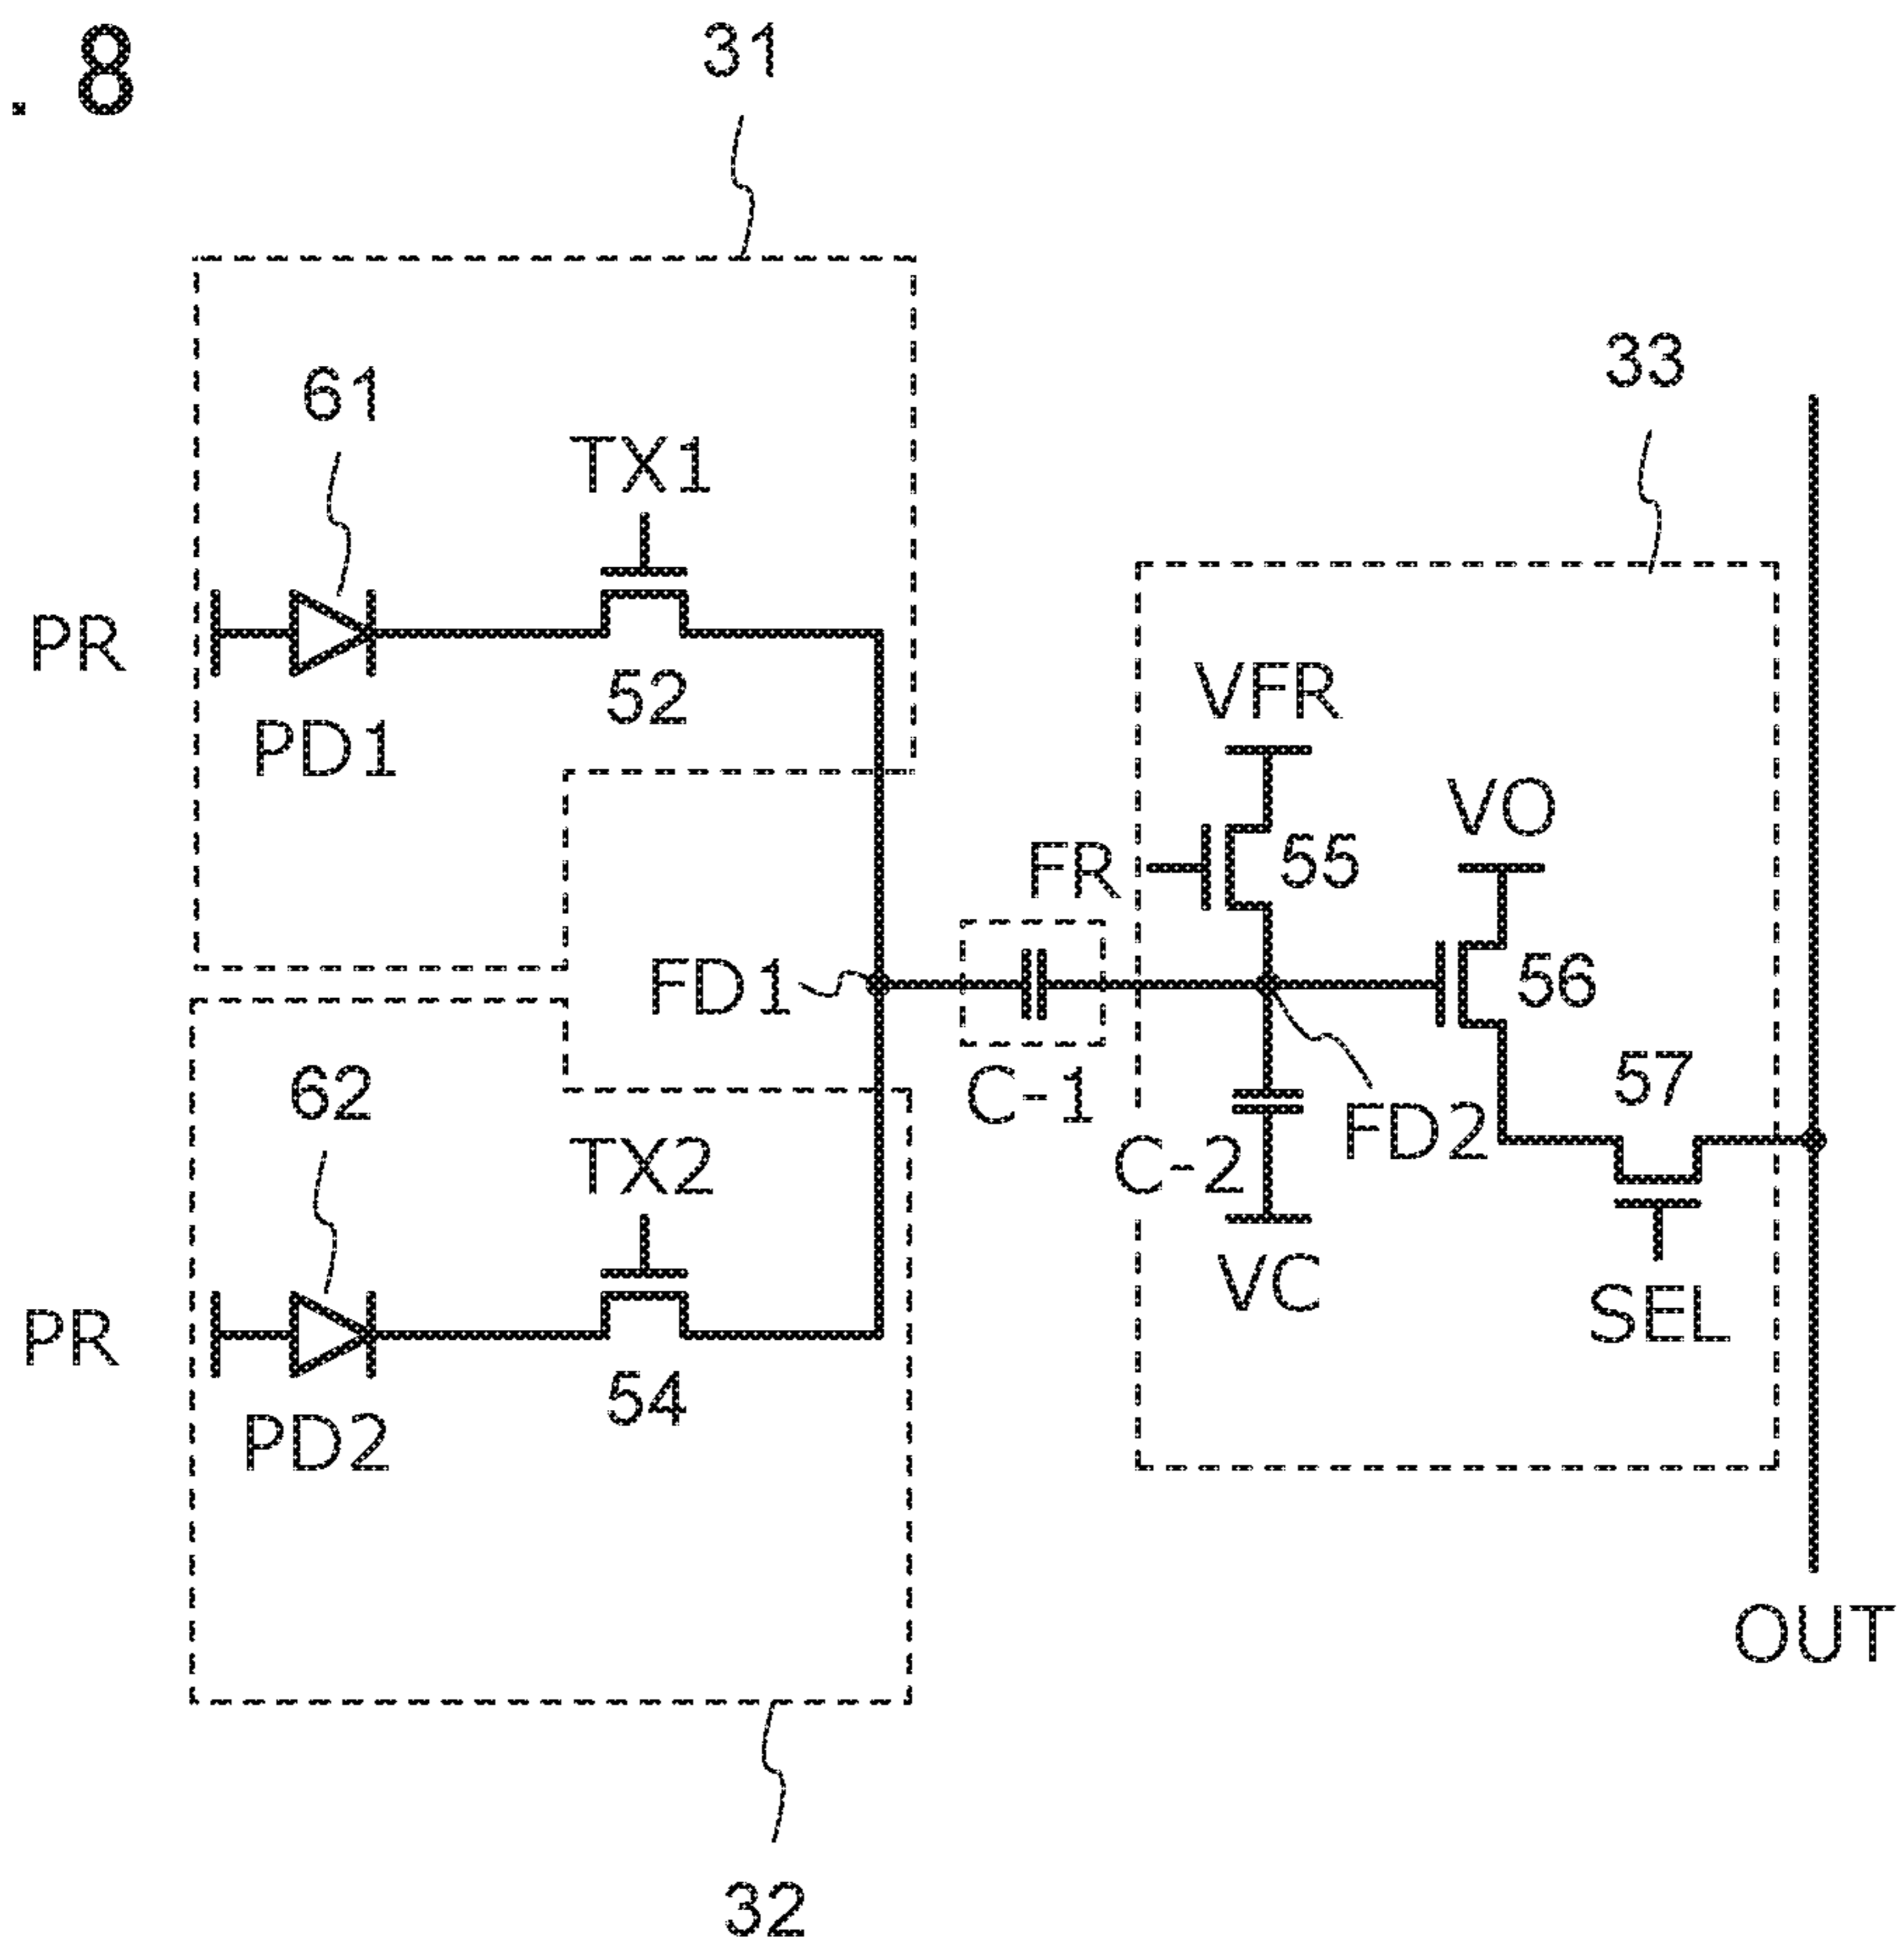 . 8
31
33
61
TX1
PR
52
PD1
VFR
VO
FR
55
FD1
56
C-1
57
62
FD2
C-2
TX2
VC
SEL
PR
54
PD2
OUT
32